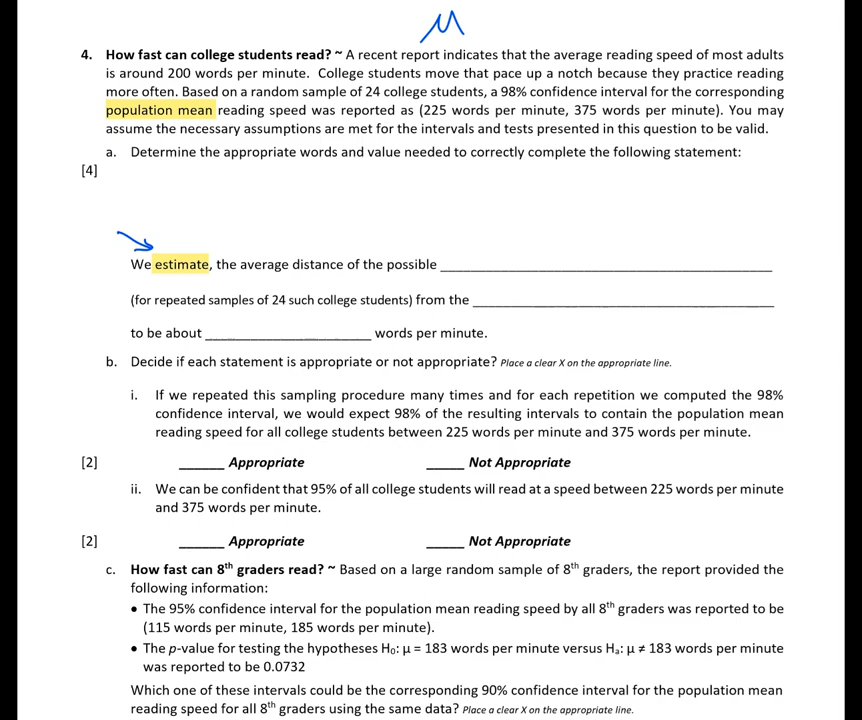 μ
4. How fast can college students read? ~ A recent report indicates that the average reading speed of most adults
is around 200 words per minute. College students move that pace up a notch because they practice reading
more often. Based on a random sample of 24 college students, a 98% confidence interval for the corresponding
population mean reading speed was reported as (225 words per minute, 375 words per minute). You may
assume the necessary assumptions are met for the intervals and tests presented in this question to be valid.
a. Determine the appropriate words and value needed to correctly complete the following statement:
[4]
We estimate, the average distance of the possible ________________
(for repeated samples of 24 such college students) from the ________________
to be about ________________ words per minute.
b. Decide if each statement is appropriate or not appropriate? Place a clear X on the appropriate line.
i. If we repeated this sampling procedure many times and for each repetition we computed the 98%
confidence interval, we would expect 98% of the resulting intervals to contain the population mean
reading speed for all college students between 225 words per minute and 375 words per minute.
[2] ______ Appropriate _____ Not Appropriate
ii. We can be confident that 95% of all college students will read at a speed between 225 words per minute
and 375 words per minute.
[2] ______ Appropriate _____ Not Appropriate
c. How fast can 8th graders read? ~ Based on a large random sample of 8th graders, the report provided the
following information:
• The 95% confidence interval for the population mean reading speed by all 8th graders was reported to be
(115 words per minute, 185 words per minute).
• The p-value for testing the hypotheses H₀: μ = 183 words per minute versus Hₐ: μ ≠ 183 words per minute
was reported to be 0.0732
Which one of these intervals could be the corresponding 90% confidence interval for the population mean
reading speed for all 8th graders using the same data? Place a clear X on the appropriate line.